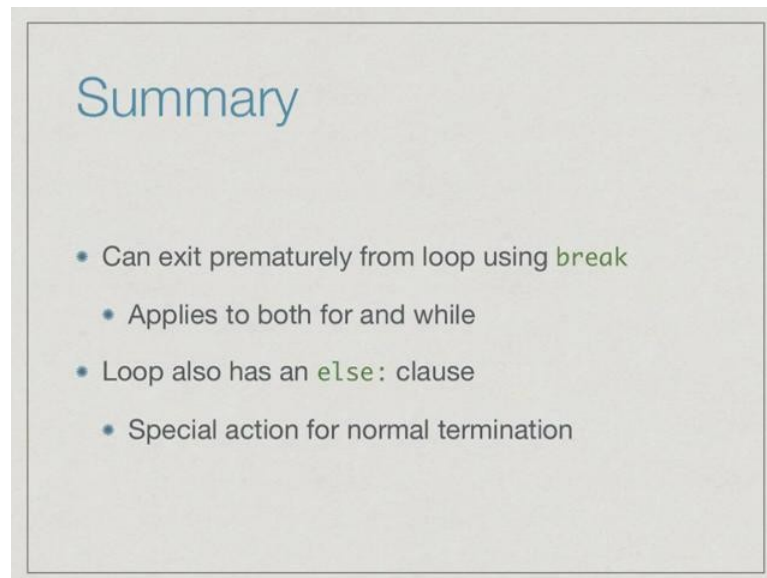 Summary
• Can exit prematurely from loop using break
• Applies to both for and while
• Loop also has an else: clause
• Special action for normal termination